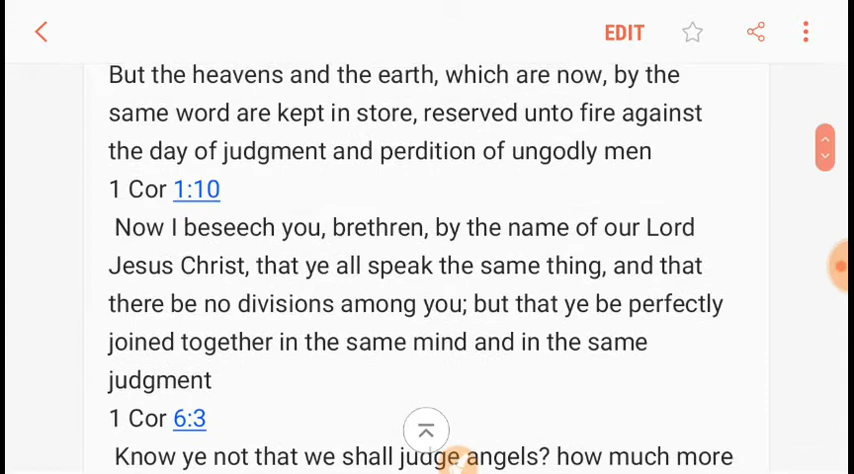 EDIT
But the heavens and the earth, which are now, by the
same word are kept in store, reserved unto fire against
the day of judgment and perdition of ungodly men
1 Cor 1:10
Now I beseech you, brethren, by the name of our Lord
Jesus Christ, that ye all speak the same thing, and that
there be no divisions among you; but that ye be perfectly
joined together in the same mind and in the same
judgment
1 Cor 6:3
Know ye not that we shall judge angels? how much more